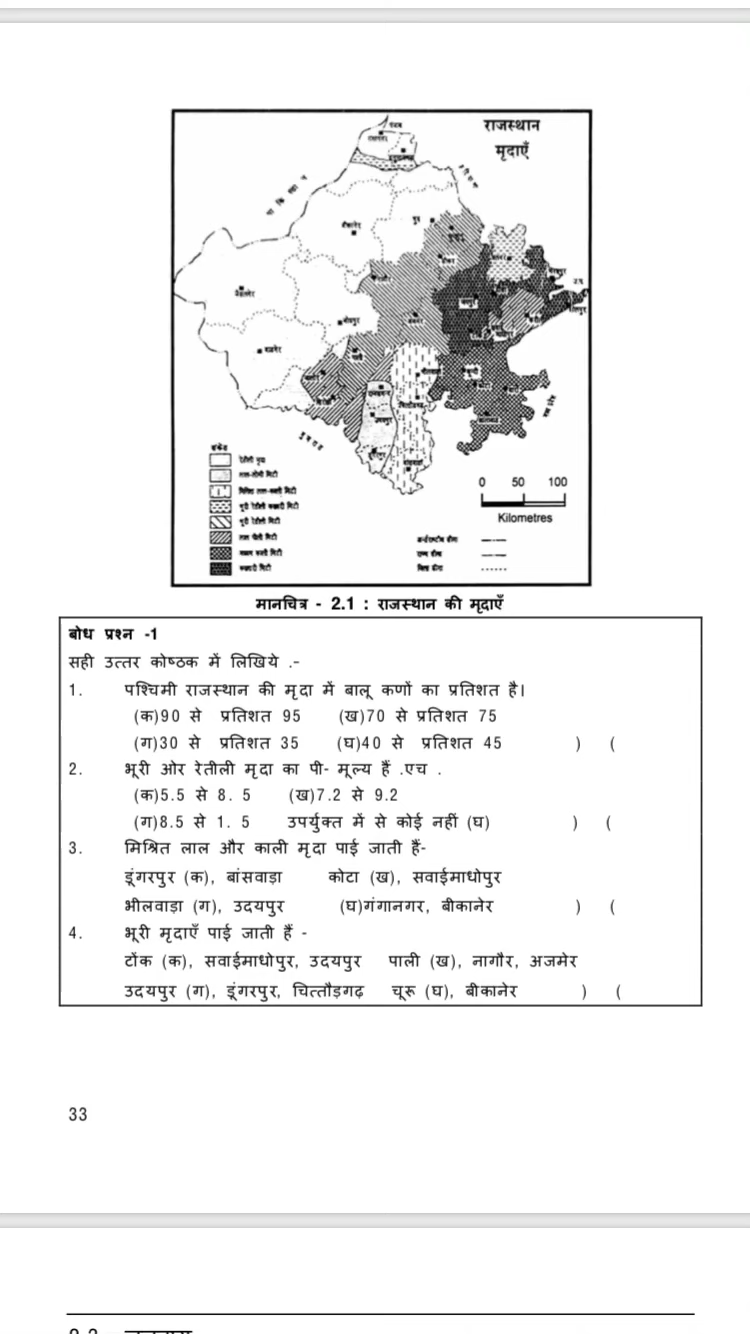 राजस्थान
मृदाएँ
पंजाब
पाकिस्तान
बीकानेर
चुरू
जैसलमेर
जोधपुर
बाड़मेर
पाली
उदयपुर
संकेत
0 50 100
Kilometres
मानचित्र - 2.1 : राजस्थान की मृदाएँ
बोध प्रश्न -1
सही उत्तर कोष्ठक में लिखिये .-
1. पश्चिमी राजस्थान की मृदा में बालू कणों का प्रतिशत है।
(क)90 से प्रतिशत 95 (ख)70 से प्रतिशत 75
(ग)30 से प्रतिशत 35 (घ)40 से प्रतिशत 45 ) (
2. भूरी ओर रेतीली मृदा का पी- मूल्य हैं .एच .
(क)5.5 से 8. 5 (ख)7.2 से 9.2
(ग)8.5 से 1. 5 उपर्युक्त में से कोई नहीं (घ) ) (
3. मिश्रित लाल और काली मृदा पाई जाती हैं-
डूंगरपुर (क), बांसवाड़ा कोटा (ख), सवाईमाधोपुर
भीलवाड़ा (ग), उदयपुर (घ)गंगानगर, बीकानेर ) (
4. भूरी मृदाएँ पाई जाती हैं -
टोंक (क), सवाईमाधोपुर, उदयपुर पाली (ख), नागौर, अजमेर
उदयपुर (ग), डूंगरपुर, चित्तौड़गढ़ चूरू (घ), बीकानेर ) (
33